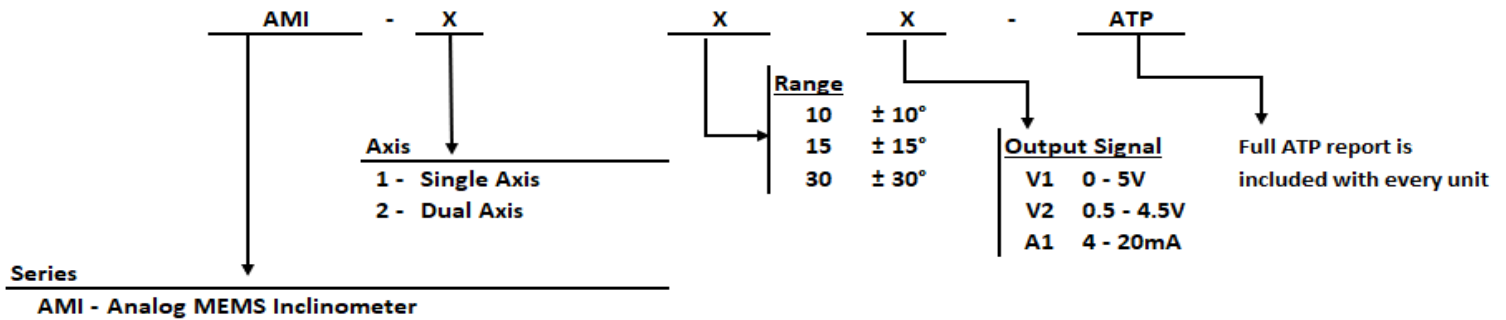 AMI - X X X - ATP
Range
10 ± 10°
15 ± 15°
30 ± 30°
Axis
1 - Single Axis
2 - Dual Axis
Output Signal
V1 0 - 5V
V2 0.5 - 4.5V
A1 4 - 20mA
Full ATP report is
included with every unit
Series
AMI - Analog MEMS Inclinometer